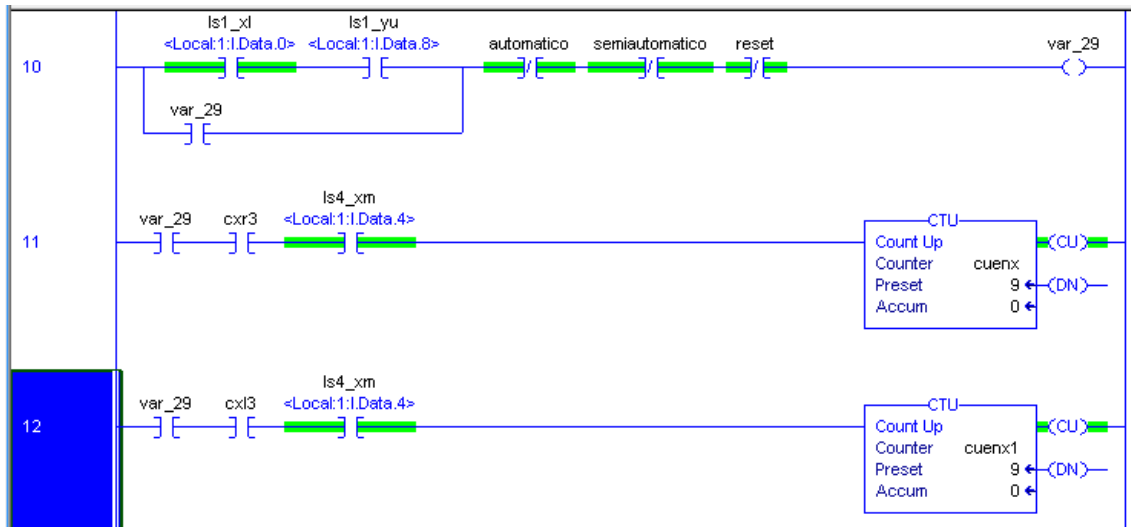 ls1_xl ls1_yu
<Local:1:I.Data.0> <Local:1:I.Data.8> automatico semiautomatico reset var_29
10
var_29
ls4_xm
var_29 cxr3 <Local:1:I.Data.4>
CTU
11
Count Up (CU)
Counter cuenx
Preset 9 (DN)
Accum 0
ls4_xm
var_29 cxl3 <Local:1:I.Data.4>
CTU
12
Count Up (CU)
Counter cuenx1
Preset 9 (DN)
Accum 0